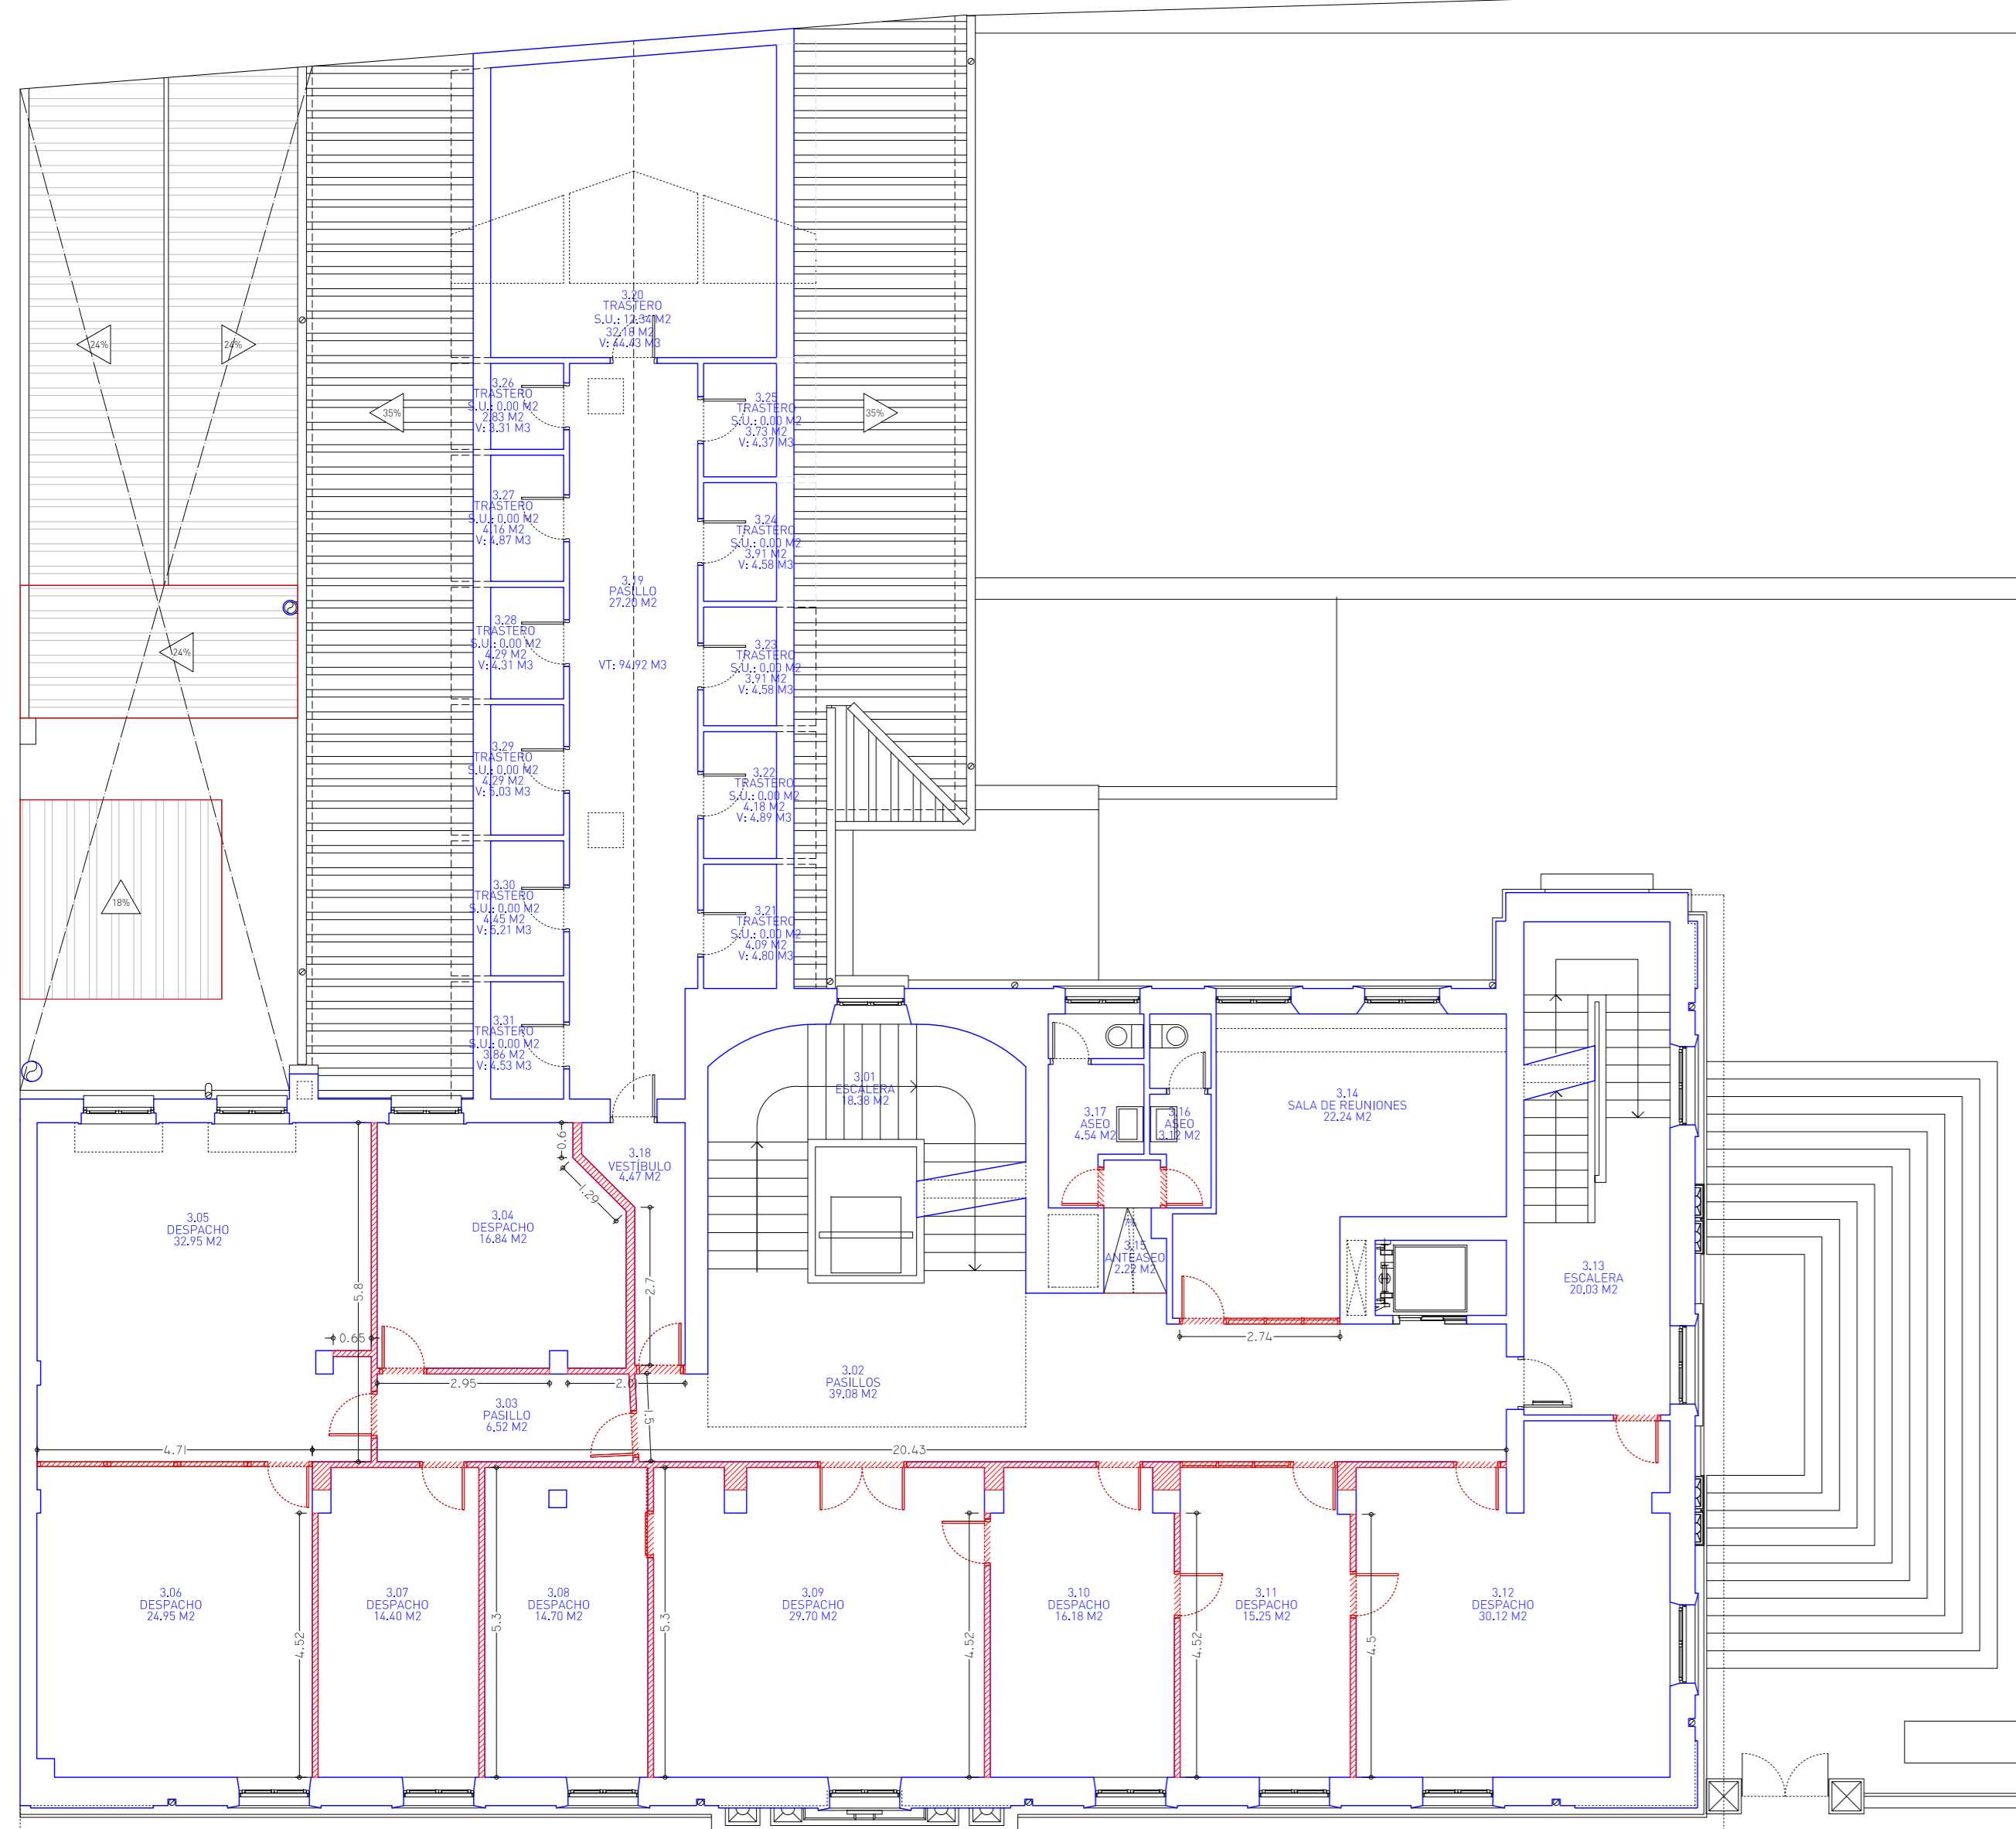 3.20
TRASTERO
S.U.: 12.34 M2
32.18 M2
V: 44.43 M3
24%
24%
3.26
TRASTERO
S.U.: 0.00 M2
2.83 M2
V: 3.31 M3
35%
3.25
TRASTERO
S.U.: 0.00 M2
3.73 M2
V: 4.37 M3
35%
3.27
TRASTERO
S.U.: 0.00 M2
4.16 M2
V: 4.87 M3
3.24
TRASTERO
S.U.: 0.00 M2
3.91 M2
V: 4.58 M3
3.19
PASILLO
27.20 M2
VT: 94.92 M3
3.28
TRASTERO
S.U.: 0.00 M2
4.29 M2
V: 4.31 M3
24%
3.23
TRASTERO
S.U.: 0.00 M2
3.91 M2
V: 4.58 M3
3.29
TRASTERO
S.U.: 0.00 M2
4.29 M2
V: 5.03 M3
3.22
TRASTERO
S.U.: 0.00 M2
4.18 M2
V: 4.89 M3
18%
3.30
TRASTERO
S.U.: 0.00 M2
4.45 M2
V: 5.21 M3
3.21
TRASTERO
S.U.: 0.00 M2
4.09 M2
V: 4.80 M3
3.31
TRASTERO
S.U.: 0.00 M2
3.86 M2
V: 4.53 M3
3.01
ESCALERA
18.38 M2
3.17
ASEO
4.54 M2
3.16
ASEO
3.12 M2
3.14
SALA DE REUNIONES
22.24 M2
0.6
1.29
3.18
VESTÍBULO
4.47 M2
3.05
DESPACHO
32.95 M2
3.04
DESPACHO
16.84 M2
5.8
2.7
3.15
ANTEASEO
2.22 M2
3.13
ESCALERA
20.03 M2
0.65
2.74
2.95
3.03
PASILLO
6.52 M2
1.5
3.02
PASILLOS
39.08 M2
4.71
20.43
3.06
DESPACHO
24.95 M2
4.52
3.07
DESPACHO
14.40 M2
5.3
3.08
DESPACHO
14.70 M2
5.3
3.09
DESPACHO
29.70 M2
4.52
3.10
DESPACHO
16.18 M2
4.52
3.11
DESPACHO
15.25 M2
4.5
3.12
DESPACHO
30.12 M2